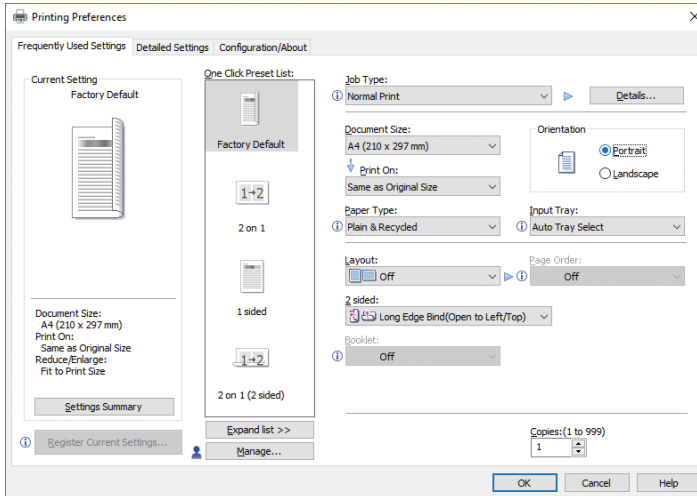 Printing Preferences
Frequently Used Settings
Detailed Settings
Configuration/About
Current Setting
Factory Default
Document Size:
A4 (210 x 297 mm)
Print On:
Same as Original Size
Reduce/Enlarge:
Fit to Print Size
Settings Summary
Register Current Settings...
One Click Preset List:
Factory Default
1→2
2 on 1
1 sided
1→2
2 on 1 (2 sided)
Expand list >>
Manage...
Job Type:
Normal Print
Details...
Document Size:
A4 (210 x 297 mm)
Print On:
Same as Original Size
Orientation
Portrait
Landscape
Paper Type:
Plain & Recycled
Input Tray:
Auto Tray Select
Layout:
Off
Page Order:
Off
2 sided:
Long Edge Bind(Open to Left/Top)
Booklet:
Off
Copies:(1 to 999)
1
OK
Cancel
Help